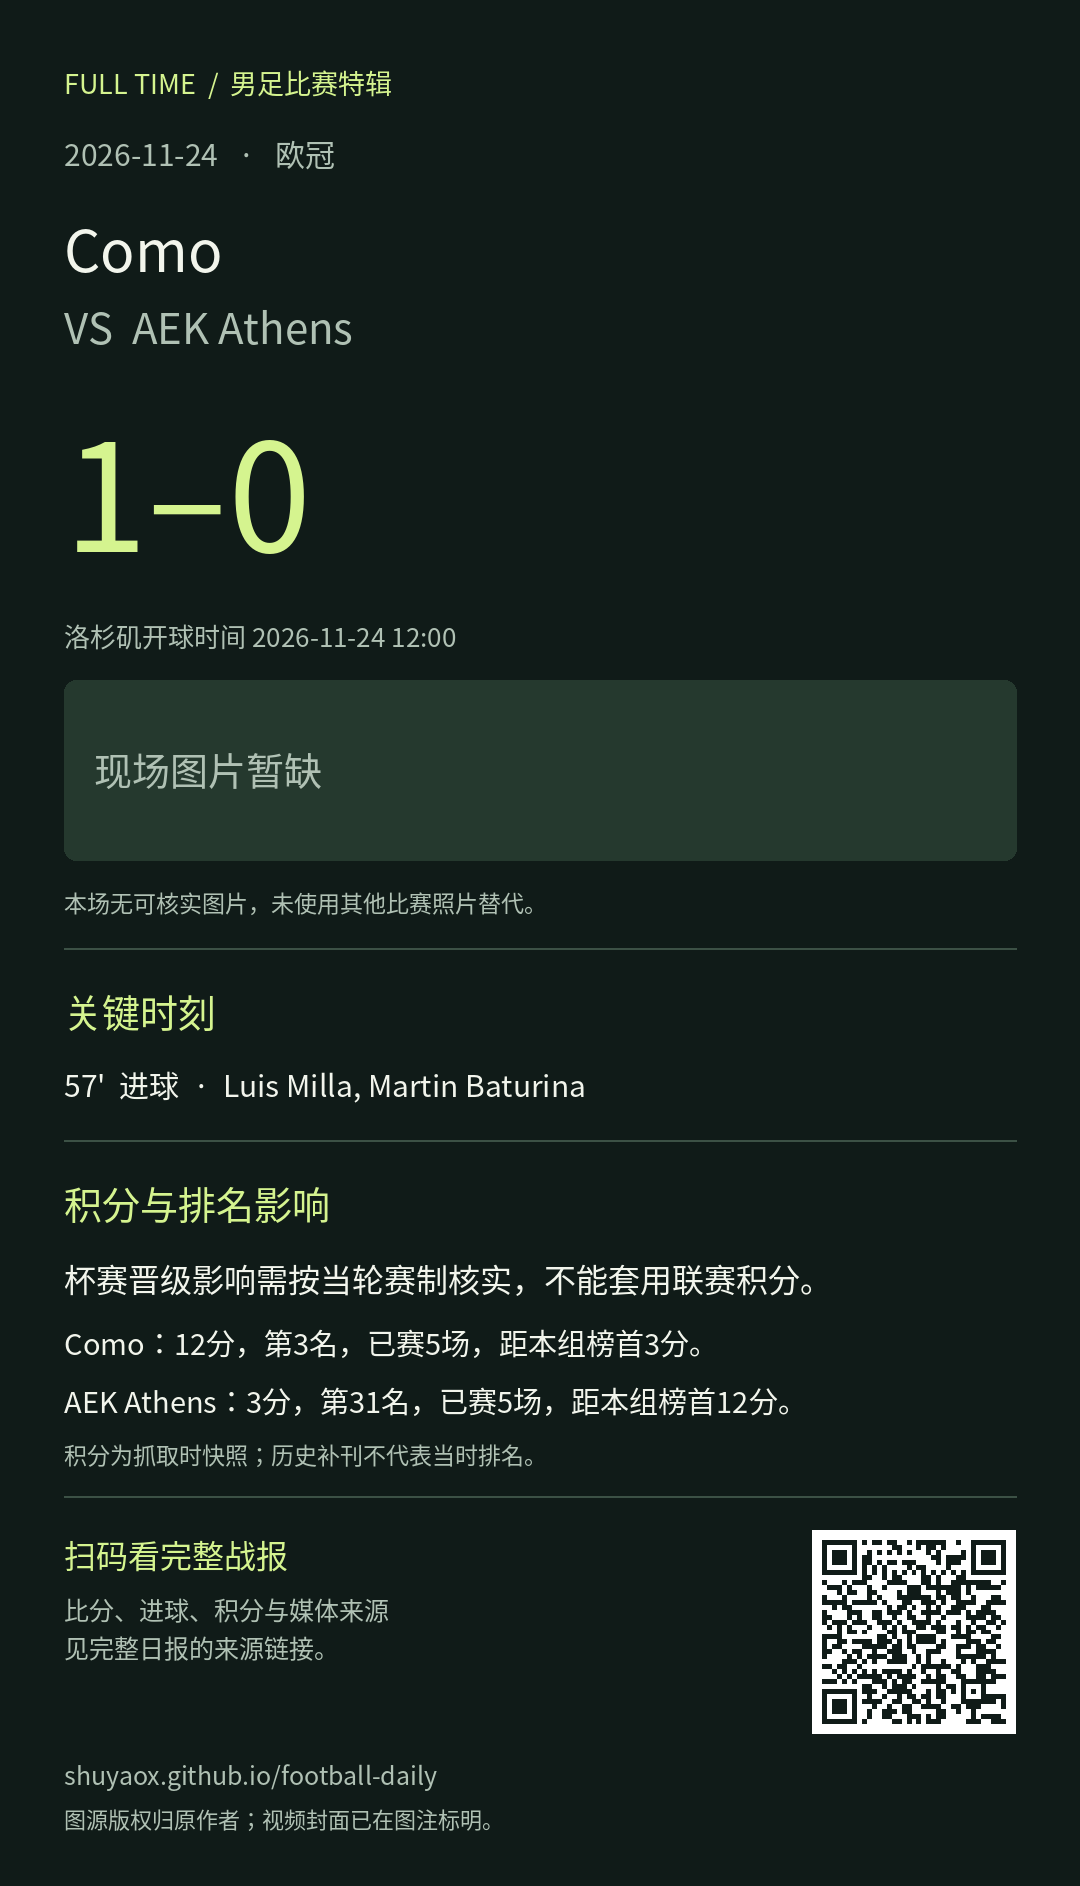 FULL TIME / 男足比赛特辑
2026-11-24 · 欧冠
Como
VS AEK Athens
1–0
洛杉矶开球时间 2026-11-24 12:00
现场图片暂缺
本场无可核实图片，未使用其他比赛照片替代。
关键时刻
57' 进球 · Luis Milla, Martin Baturina
积分与排名影响
杯赛晋级影响需按当轮赛制核实，不能套用联赛积分。
Como：12分，第3名，已赛5场，距本组榜首3分。
AEK Athens：3分，第31名，已赛5场，距本组榜首12分。
积分为抓取时快照；历史补刊不代表当时排名。
扫码看完整战报
比分、进球、积分与媒体来源
见完整日报的来源链接。
shuyaox.github.io/football-daily
图源版权归原作者；视频封面已在图注标明。